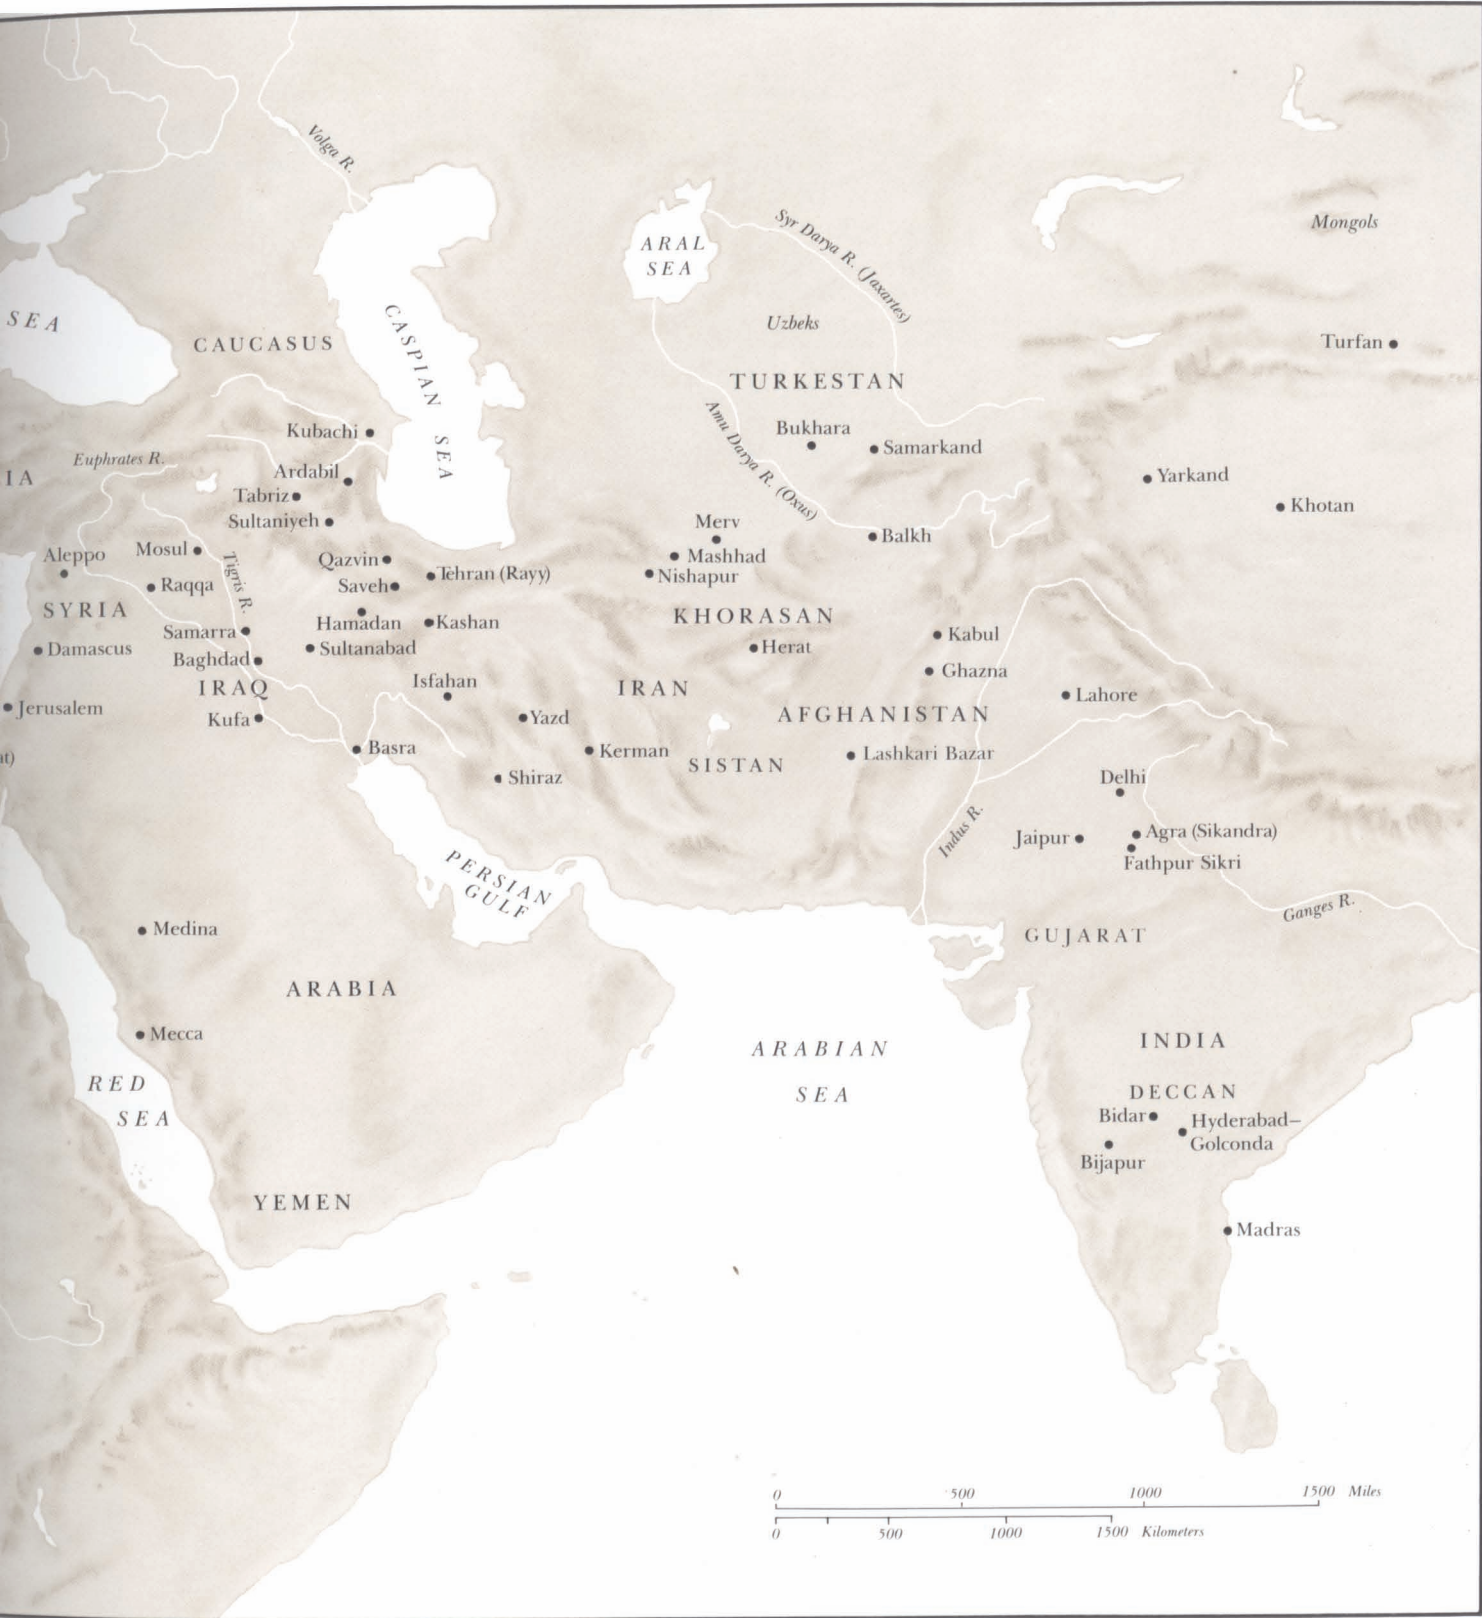 Volga R.
ARAL
SEA
Syr Darya R. (Jaxartes)
Mongols
SEA
Uzbeks
CAUCASUS
CASPIAN SEA
Turfan
TURKESTAN
Amu Darya R. (Oxus)
Kubachi
Bukhara
Samarkand
Euphrates R.
IA
Ardabil
Tabriz
Yarkand
Khotan
Sultaniyeh
Merv
Balkh
Aleppo
Mosul
Tigris R.
Qazvin
Mashhad
Tehran (Rayy)
Nishapur
Raqqa
Saveh
SYRIA
Hamadan
Kashan
KHORASAN
Samarra
Kabul
Damascus
Sultanabad
Herat
Baghdad
Ghazna
IRAQ
Isfahan
IRAN
Lahore
Jerusalem
Kufa
Yazd
AFGHANISTAN
at)
Basra
Kerman
SISTAN
Lashkari Bazar
Shiraz
Delhi
Indus R.
Jaipur
Agra (Sikandra)
Fathpur Sikri
PERSIAN
GULF
Ganges R.
Medina
GUJARAT
ARABIA
Mecca
ARABIAN
SEA
INDIA
RED
SEA
DECCAN
Bidar
Hyderabad–
Golconda
Bijapur
YEMEN
Madras
0 500 1000 1500 Miles
0 500 1000 1500 Kilometers